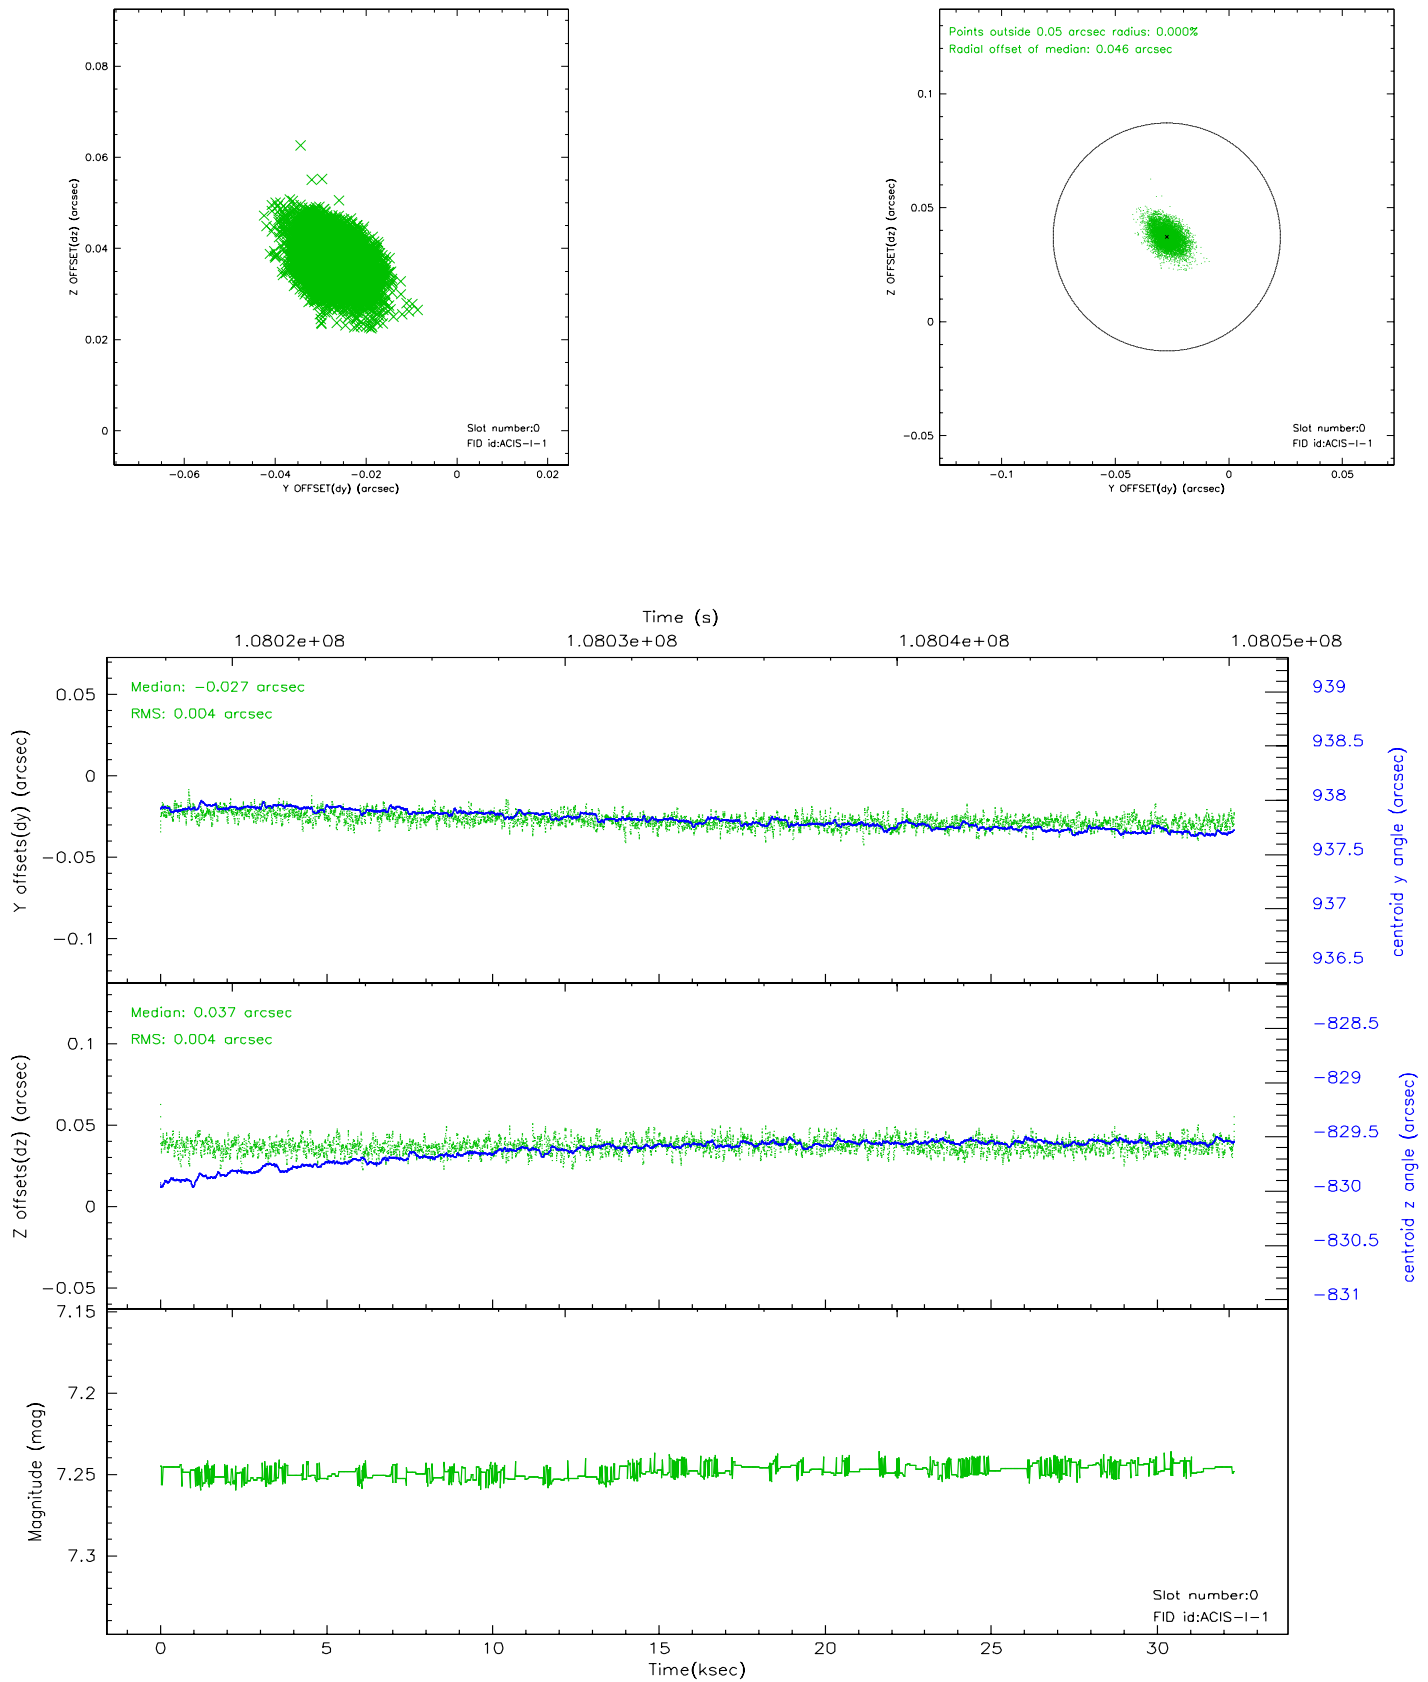 0.08
0.06
0.04
0.02
0
Z OFFSET(dz) (arcsec)
Slot number:0
FID id:ACIS-I-1
-0.06 -0.04 -0.02 0 0.02
Y OFFSET(dy) (arcsec)
Points outside 0.05 arcsec radius: 0.000%
Radial offset of median: 0.046 arcsec
0.1
0.05
0
-0.05
Z OFFSET(dz) (arcsec)
Slot number:0
FID id:ACIS-I-1
-0.1 -0.05 0 0.05
Y OFFSET(dy) (arcsec)
Time (s)
1.0802e+08 1.0803e+08 1.0804e+08 1.0805e+08
Median: -0.027 arcsec
RMS: 0.004 arcsec
0.05
0
-0.05
-0.1
Y offsets(dy) (arcsec)
939
938.5
938
937.5
937
936.5
centroid y angle (arcsec)
Median: 0.037 arcsec
RMS: 0.004 arcsec
0.1
0.05
0
-0.05
Z offsets(dz) (arcsec)
-828.5
-829
-829.5
-830
-830.5
-831
centroid z angle (arcsec)
7.15
7.2
7.25
7.3
Magnitude (mag)
Slot number:0
FID id:ACIS-I-1
0 5 10 15 20 25 30
Time(ksec)